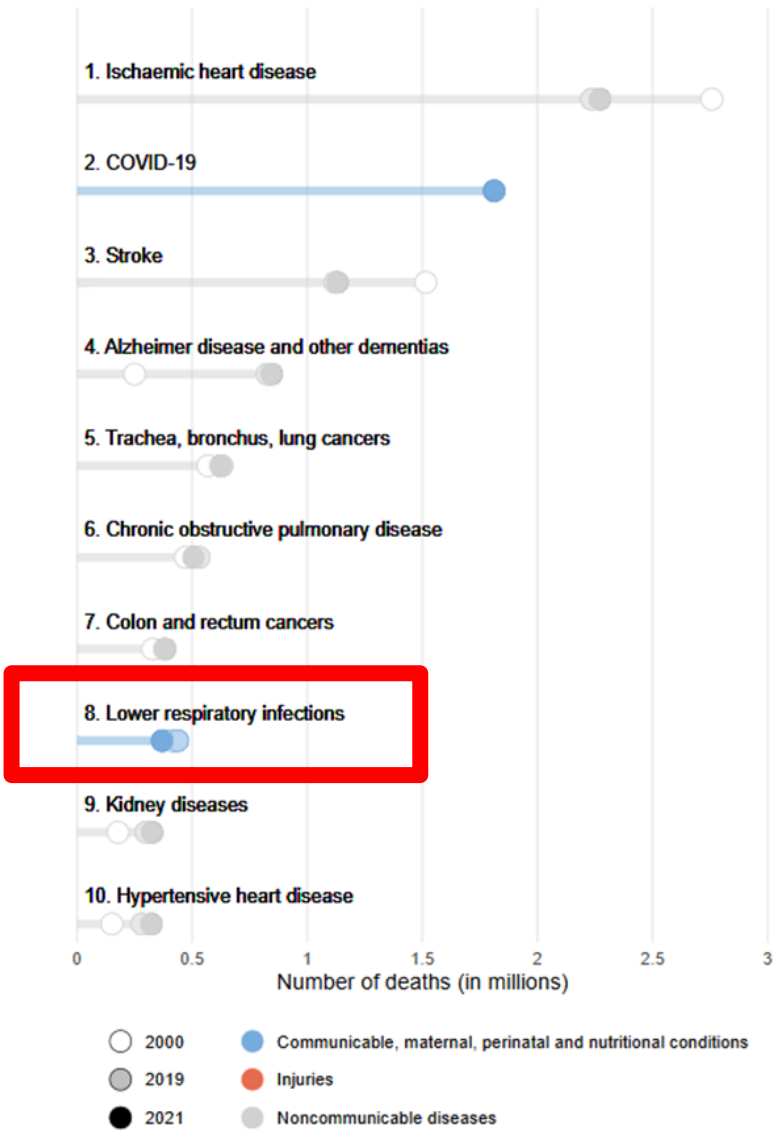 1. Ischaemic heart disease
2. COVID-19
3. Stroke
4. Alzheimer disease and other dementias
5. Trachea, bronchus, lung cancers
6. Chronic obstructive pulmonary disease
7. Colon and rectum cancers
8. Lower respiratory infections
9. Kidney diseases
10. Hypertensive heart disease
0 0.5 1 1.5 2 2.5 3
Number of deaths (in millions)
2000 Communicable, maternal, perinatal and nutritional conditions
2019 Injuries
2021 Noncommunicable diseases